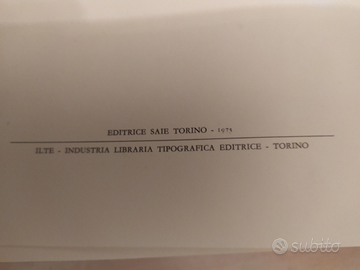 EDITRICE SAIE TORINO - 1975
ILTE - INDUSTRIA LIBRARIA TIPOGRAFICA EDITRICE - TORINO
subito